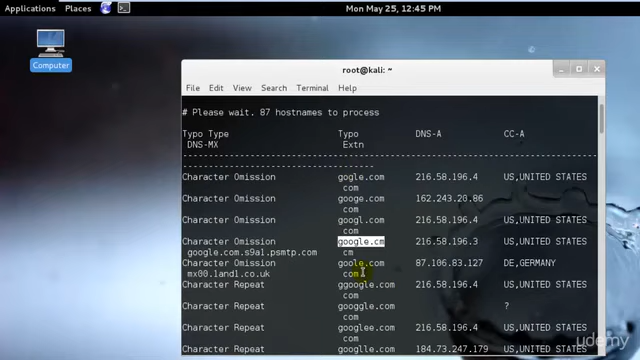 Applications Places Mon May 25, 12:45 PM
Computer
root@kali: ~
File Edit View Search Terminal Help
# Please wait. 87 hostnames to process
Typo Type Typo DNS-A CC-A
DNS-MX Extn
--------------------------------------------------------------------------------
-----------------------------------
Character Omission gogle.com 216.58.196.4 US,UNITED STATES
com
Character Omission googe.com 162.243.20.86
com
Character Omission googl.com 216.58.196.4 US,UNITED STATES
com
Character Omission google.cm 216.58.196.3 US,UNITED STATES
google.com.s9a1.psmtp.com cm
Character Omission goole.com 87.106.83.127 DE,GERMANY
mx00.1and1.co.uk com
Character Repeat ggoogle.com 216.58.196.4 US,UNITED STATES
com
Character Repeat googgle.com ?
com
Character Repeat googlee.com 216.58.196.4 US,UNITED STATES
com
Character Repeat googlle.com 184.73.247.179 US,UNITED STATES
udemy